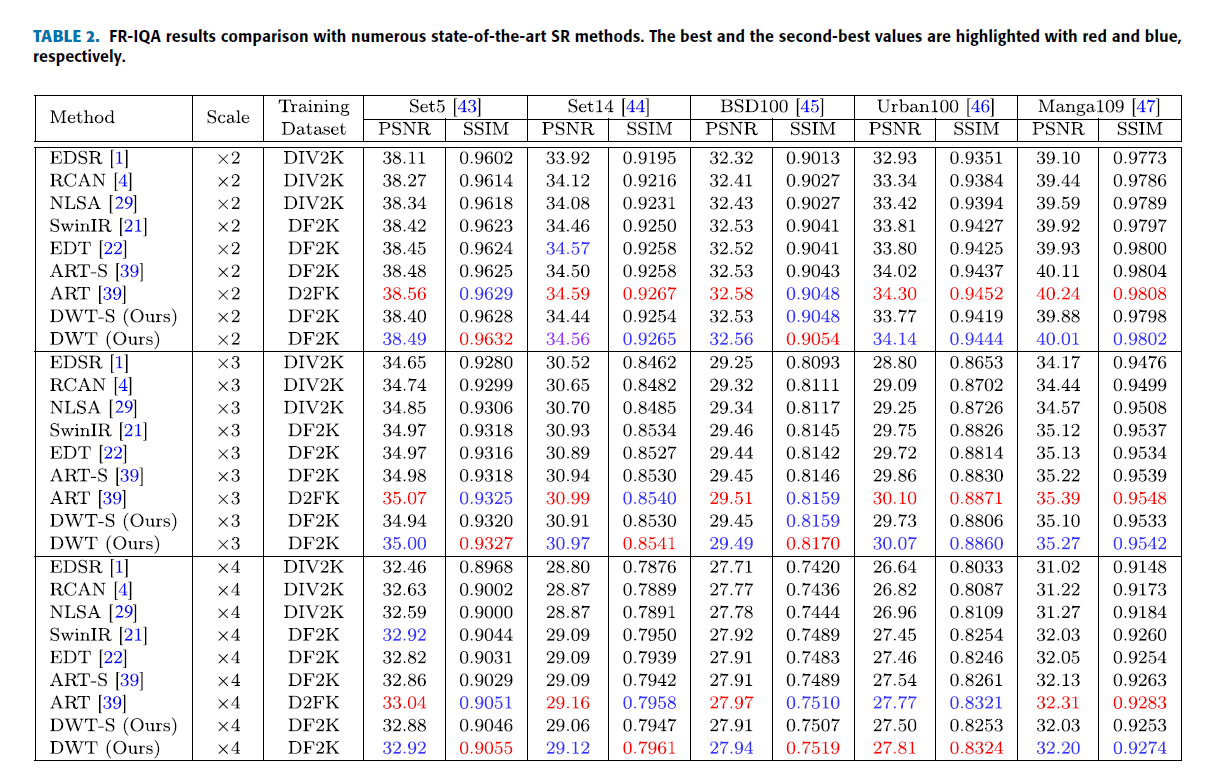 TABLE 2. FR-IQA results comparison with numerous state-of-the-art SR methods. The best and the second-best values are highlighted with red and blue,
respectively.
Method Scale Training Dataset Set5 [43] Set14 [44] BSD100 [45] Urban100 [46] Manga109 [47]
PSNR SSIM PSNR SSIM PSNR SSIM PSNR SSIM PSNR SSIM
EDSR [1] ×2 DIV2K 38.11 0.9602 33.92 0.9195 32.32 0.9013 32.93 0.9351 39.10 0.9773
RCAN [4] ×2 DIV2K 38.27 0.9614 34.12 0.9216 32.41 0.9027 33.34 0.9384 39.44 0.9786
NLSA [29] ×2 DIV2K 38.34 0.9618 34.08 0.9231 32.43 0.9027 33.42 0.9394 39.59 0.9789
SwinIR [21] ×2 DF2K 38.42 0.9623 34.46 0.9250 32.53 0.9041 33.81 0.9427 39.92 0.9797
EDT [22] ×2 DF2K 38.45 0.9624 34.57 0.9258 32.52 0.9041 33.80 0.9425 39.93 0.9800
ART-S [39] ×2 DF2K 38.48 0.9625 34.50 0.9258 32.53 0.9043 34.02 0.9437 40.11 0.9804
ART [39] ×2 D2FK 38.56 0.9629 34.59 0.9267 32.58 0.9048 34.30 0.9452 40.24 0.9808
DWT-S (Ours) ×2 DF2K 38.40 0.9628 34.44 0.9254 32.53 0.9048 33.77 0.9419 39.88 0.9798
DWT (Ours) ×2 DF2K 38.49 0.9632 34.56 0.9265 32.56 0.9054 34.14 0.9444 40.01 0.9802
EDSR [1] ×3 DIV2K 34.65 0.9280 30.52 0.8462 29.25 0.8093 28.80 0.8653 34.17 0.9476
RCAN [4] ×3 DIV2K 34.74 0.9299 30.65 0.8482 29.32 0.8111 29.09 0.8702 34.44 0.9499
NLSA [29] ×3 DIV2K 34.85 0.9306 30.70 0.8485 29.34 0.8117 29.25 0.8726 34.57 0.9508
SwinIR [21] ×3 DF2K 34.97 0.9318 30.93 0.8534 29.46 0.8145 29.75 0.8826 35.12 0.9537
EDT [22] ×3 DF2K 34.97 0.9316 30.89 0.8527 29.44 0.8142 29.72 0.8814 35.13 0.9534
ART-S [39] ×3 DF2K 34.98 0.9318 30.94 0.8530 29.45 0.8146 29.86 0.8830 35.22 0.9539
ART [39] ×3 D2FK 35.07 0.9325 30.99 0.8540 29.51 0.8159 30.10 0.8871 35.39 0.9548
DWT-S (Ours) ×3 DF2K 34.94 0.9320 30.91 0.8530 29.45 0.8159 29.73 0.8806 35.10 0.9533
DWT (Ours) ×3 DF2K 35.00 0.9327 30.97 0.8541 29.49 0.8170 30.07 0.8860 35.27 0.9542
EDSR [1] ×4 DIV2K 32.46 0.8968 28.80 0.7876 27.71 0.7420 26.64 0.8033 31.02 0.9148
RCAN [4] ×4 DIV2K 32.63 0.9002 28.87 0.7889 27.77 0.7436 26.82 0.8087 31.22 0.9173
NLSA [29] ×4 DIV2K 32.59 0.9000 28.87 0.7891 27.78 0.7444 26.96 0.8109 31.27 0.9184
SwinIR [21] ×4 DF2K 32.92 0.9044 29.09 0.7950 27.92 0.7489 27.45 0.8254 32.03 0.9260
EDT [22] ×4 DF2K 32.82 0.9031 29.09 0.7939 27.91 0.7483 27.46 0.8246 32.05 0.9254
ART-S [39] ×4 DF2K 32.86 0.9029 29.09 0.7942 27.91 0.7489 27.54 0.8261 32.13 0.9263
ART [39] ×4 D2FK 33.04 0.9051 29.16 0.7958 27.97 0.7510 27.77 0.8321 32.31 0.9283
DWT-S (Ours) ×4 DF2K 32.88 0.9046 29.06 0.7947 27.91 0.7507 27.50 0.8253 32.03 0.9253
DWT (Ours) ×4 DF2K 32.92 0.9055 29.12 0.7961 27.94 0.7519 27.81 0.8324 32.20 0.9274